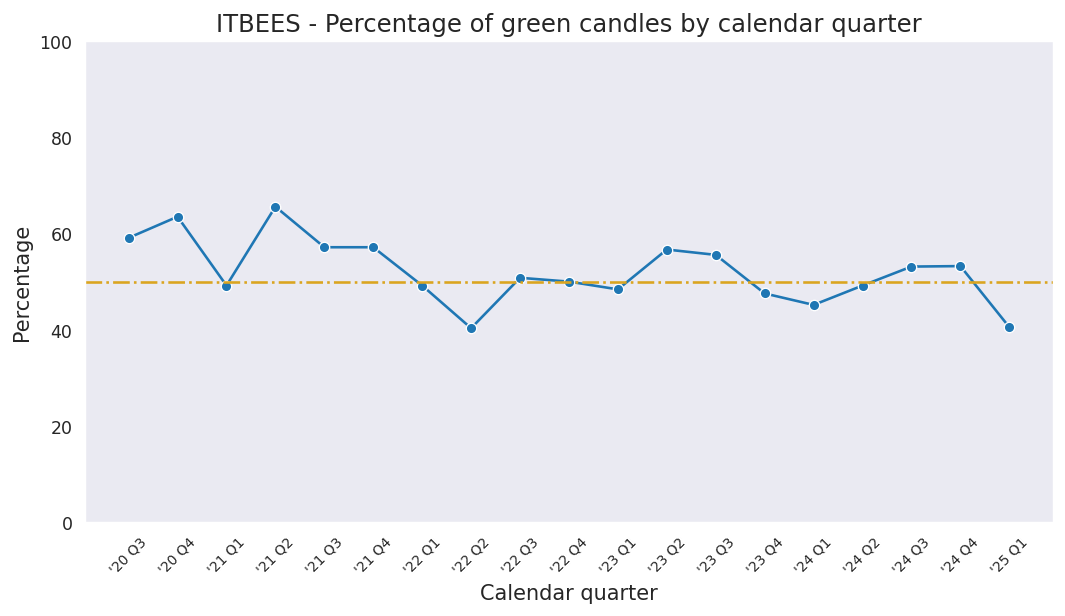 ITBEES - Percentage of green candles by calendar quarter
Percentage
100
80
60
40
20
0
'20 Q3
'20 Q4
'21 Q1
'21 Q2
'21 Q3
'21 Q4
'22 Q1
'22 Q2
'22 Q3
'22 Q4
'23 Q1
'23 Q2
'23 Q3
'23 Q4
'24 Q1
'24 Q2
'24 Q3
'24 Q4
'25 Q1
Calendar quarter